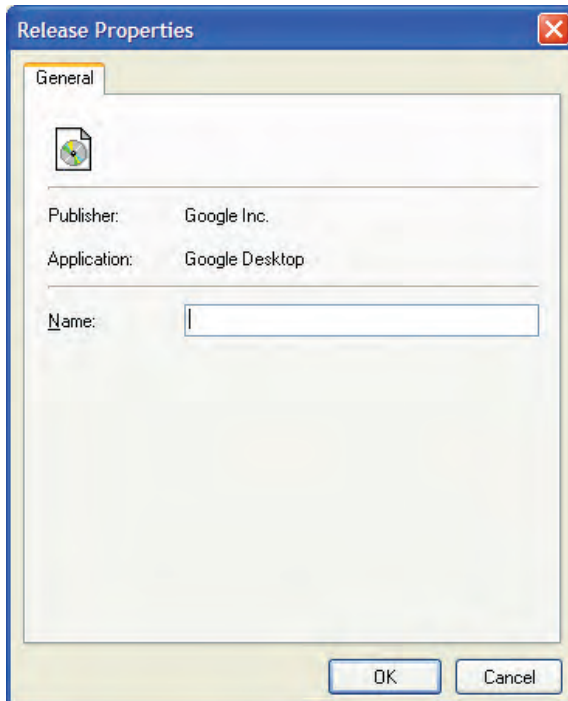 Release Properties
General
Publisher: Google Inc.
Application: Google Desktop
Name:
OK Cancel